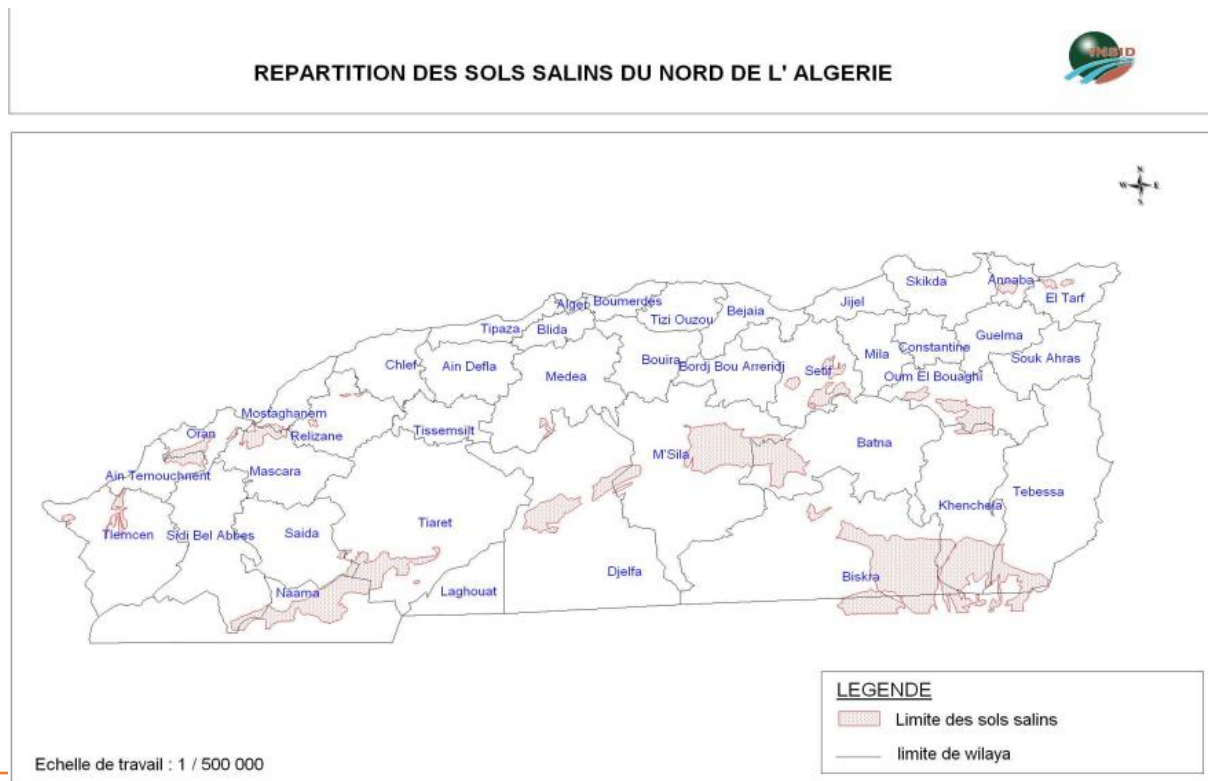 REPARTITION DES SOLS SALINS DU NORD DE L' ALGERIE
INSID
N
W E
S
Skikda
Annaba
El Tarf
Jijel
Alger
Boumerdes
Tizi Ouzou
Bejaia
Tipaza
Blida
Guelma
Constantine
Mila
Souk Ahras
Chlef
Ain Defla
Medea
Bouira
Bordj Bou Arreridj
Setif
Oum El Bouaghi
Mostaghanem
Oran
Relizane
Tissemsilt
M'Sila
Batna
Ain Temouchnent
Mascara
Tebessa
Khenchela
Tlemcen
Sidi Bel Abbes
Saida
Tiaret
Djelfa
Biskra
Naama
Laghouat
LEGENDE
Limite des sols salins
limite de wilaya
Echelle de travail : 1 / 500 000